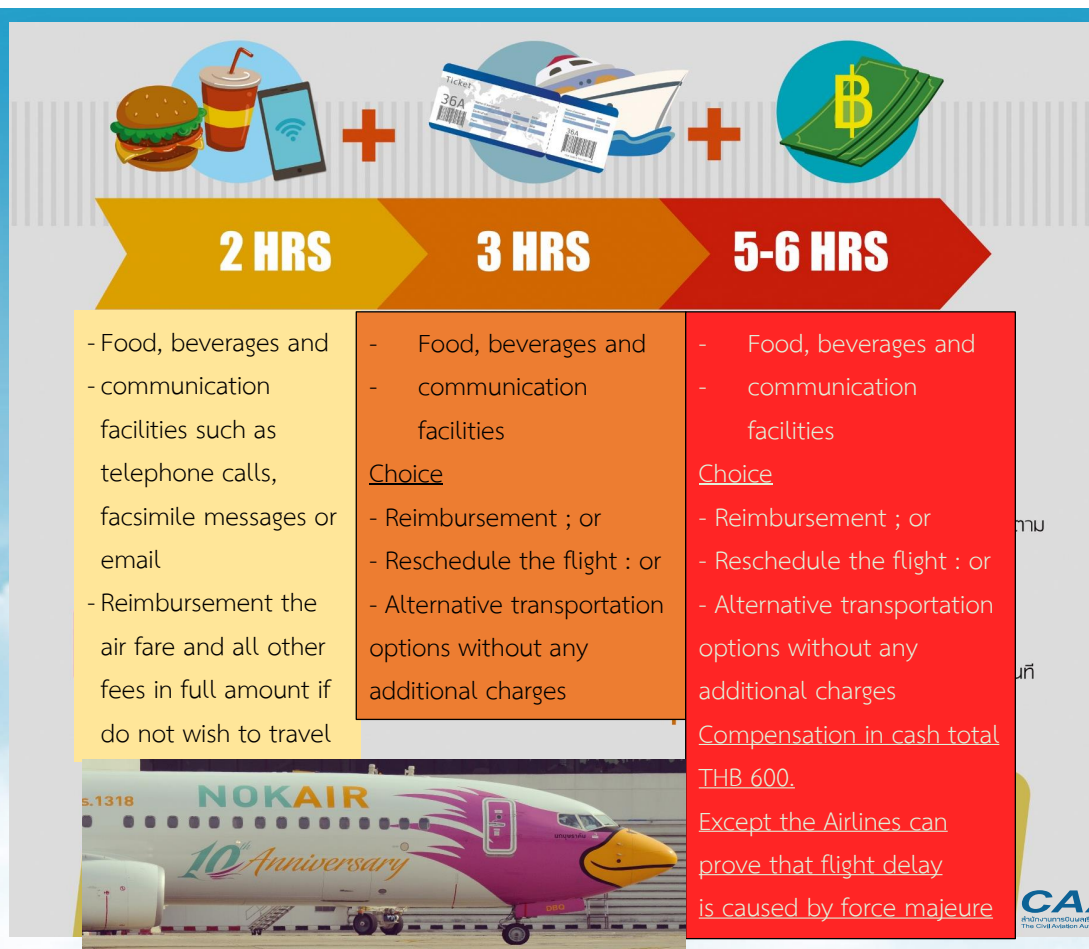 Ticket
36A
36A
฿
2 HRS
3 HRS
5-6 HRS
- Food, beverages and
- communication
facilities such as
telephone calls,
facsimile messages or
email
- Reimbursement the
air fare and all other
fees in full amount if
do not wish to travel
- Food, beverages and
- communication
facilities
Choice
- Reimbursement ; or
- Reschedule the flight : or
- Alternative transportation
options without any
additional charges
- Food, beverages and
- communication
facilities
Choice
- Reimbursement ; or
- Reschedule the flight : or
- Alternative transportation
options without any
additional charges
Compensation in cash total
THB 600.
Except the Airlines can
prove that flight delay
is caused by force majeure
s.1318
NOKAIR
10th Anniversary
DBQ
CAA